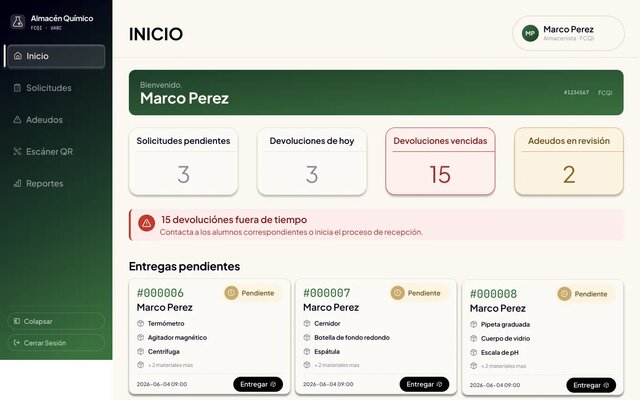 Almacén Químico
FCQI · UABC
Inicio
Solicitudes
Adeudos
Escáner QR
Reportes
Colapsar
Cerrar Sesión
INICIO
MP
Marco Perez
Almacenista · FCQI
Bienvenido,
Marco Perez
#1234567 · FCQI
Solicitudes pendientes
3
Devoluciones de hoy
3
Devoluciones vencidas
15
Adeudos en revisión
2
15 devoluciónes fuera de tiempo
Contacta a los alumnos correspondientes o inicia el proceso de recepción.
Entregas pendientes
#000006
Pendiente
Marco Perez
Termómetro
Agitador magnético
Centrífuga
+ 2 materiales mas
2026-06-04 09:00
Entregar
#000007
Pendiente
Marco Perez
Cernidor
Botella de fondo redondo
Espátula
+ 2 materiales mas
2026-06-04 09:00
Entregar
#000008
Pendiente
Marco Perez
Pipeta graduada
Cuerpo de vidrio
Escala de pH
+ 2 materiales mas
2026-06-04 09:00
Entregar